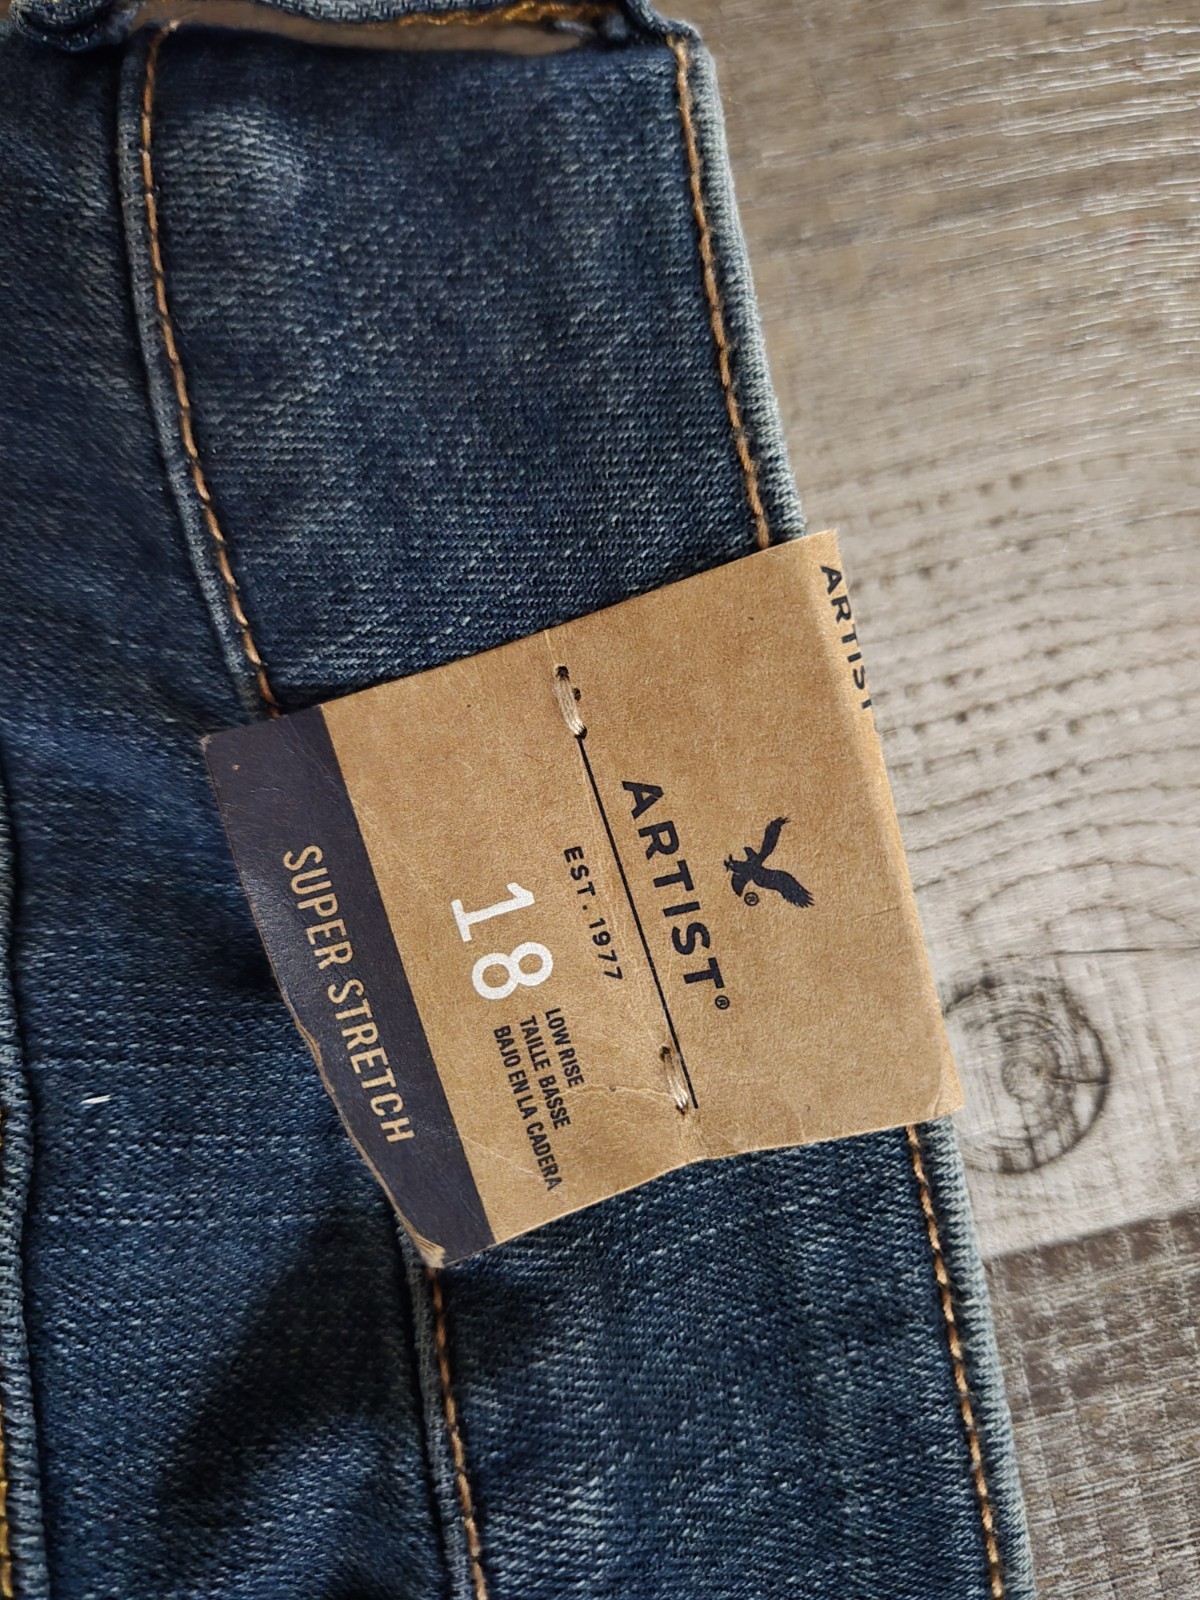 ARTIST
®
ARTIST®
EST. 1977
18
LOW RISE
TAILLE BASSE
BAJO EN LA CADERA
SUPER STRETCH